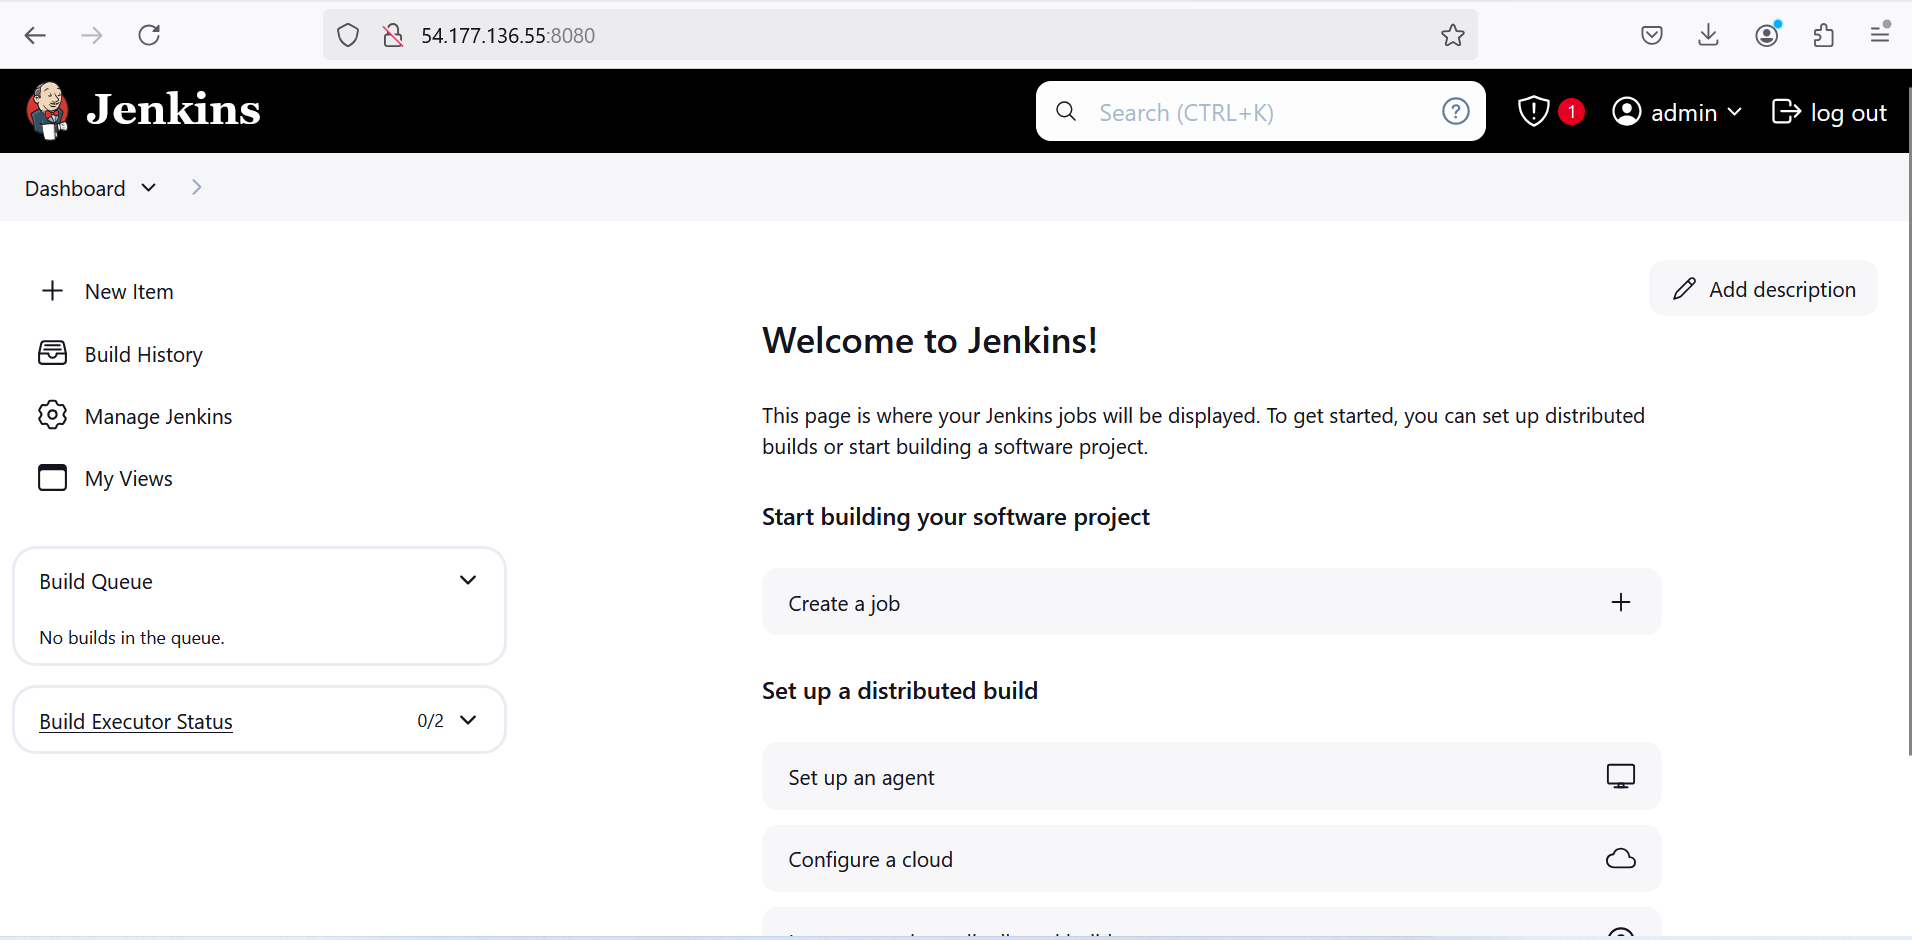 54.177.136.55:8080
Jenkins
Search (CTRL+K)
1
admin
log out
Dashboard
New Item
Build History
Manage Jenkins
My Views
Build Queue
No builds in the queue.
Build Executor Status
0/2
Add description
Welcome to Jenkins!
This page is where your Jenkins jobs will be displayed. To get started, you can set up distributed
builds or start building a software project.
Start building your software project
Create a job
Set up a distributed build
Set up an agent
Configure a cloud